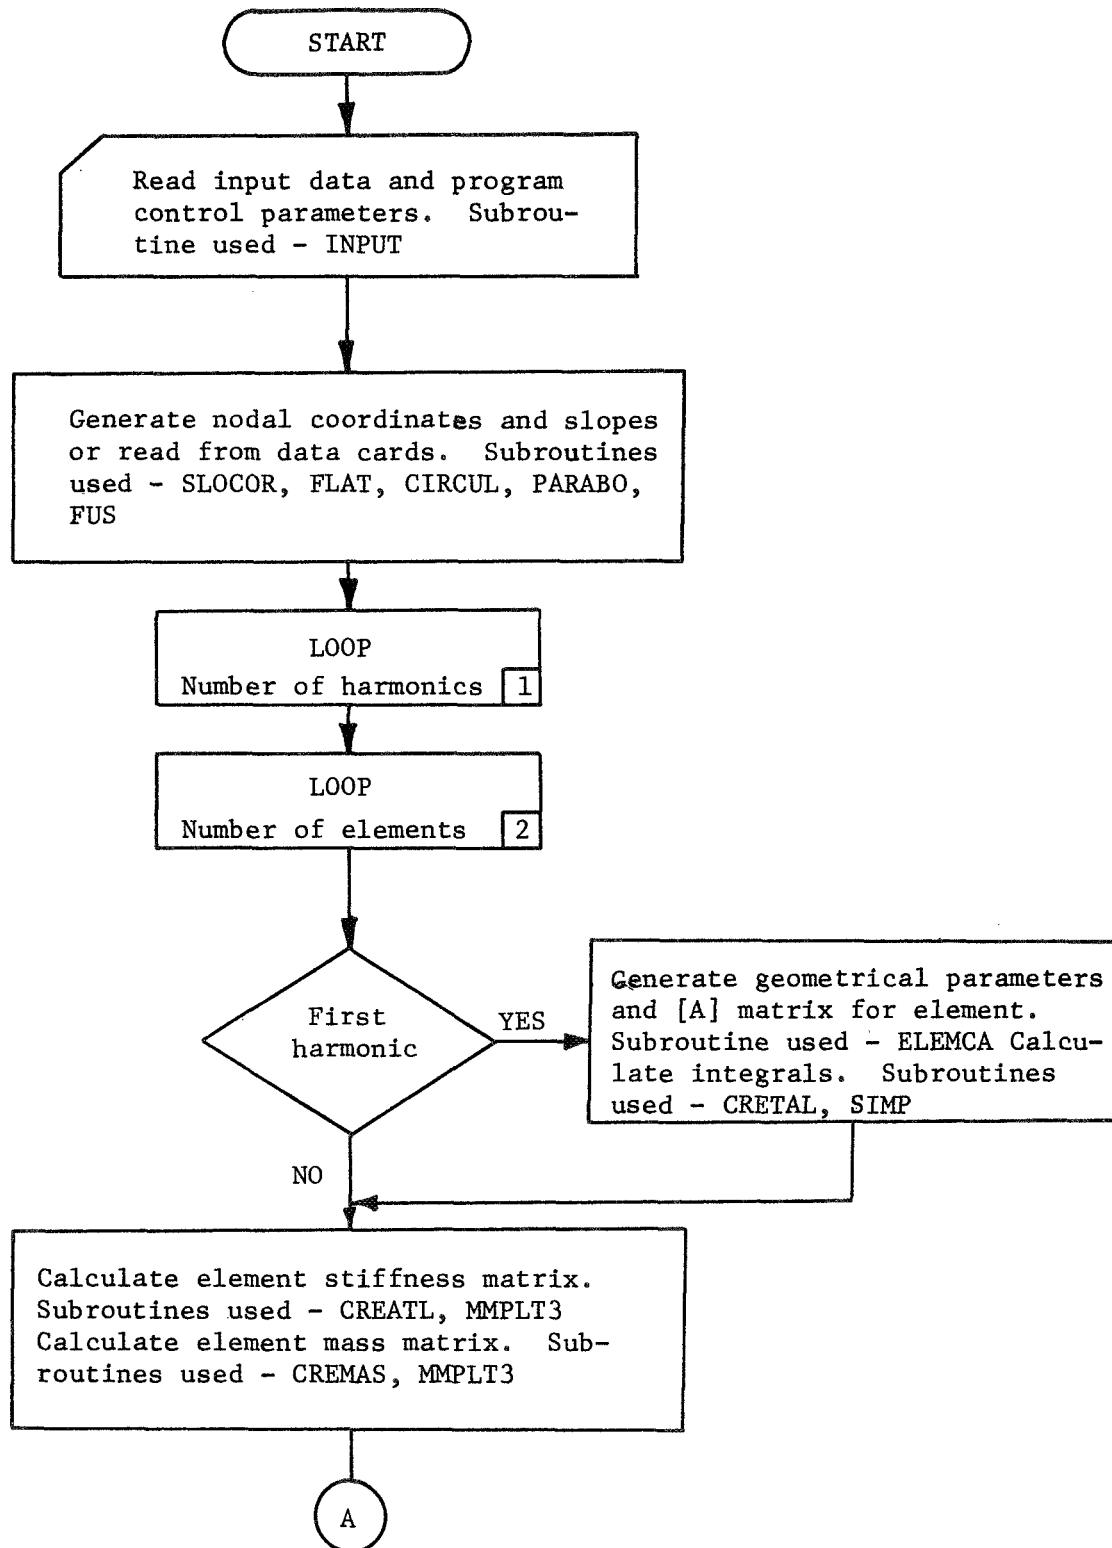 START
Read input data and program
control parameters.  Subrou-
tine used - INPUT
Generate nodal coordinates and slopes
or read from data cards.  Subroutines
used - SLOCOR, FLAT, CIRCUL, PARABO,
FUS
LOOP
Number of harmonics 1
LOOP
Number of elements 2
First
harmonic
YES
Generate geometrical parameters
and [A] matrix for element.
Subroutine used - ELEMCA Calcu-
late integrals.  Subroutines
used - CRETAL, SIMP
NO
Calculate element stiffness matrix.
Subroutines used - CREATL, MMPLT3
Calculate element mass matrix.  Sub-
routines used - CREMAS, MMPLT3
A